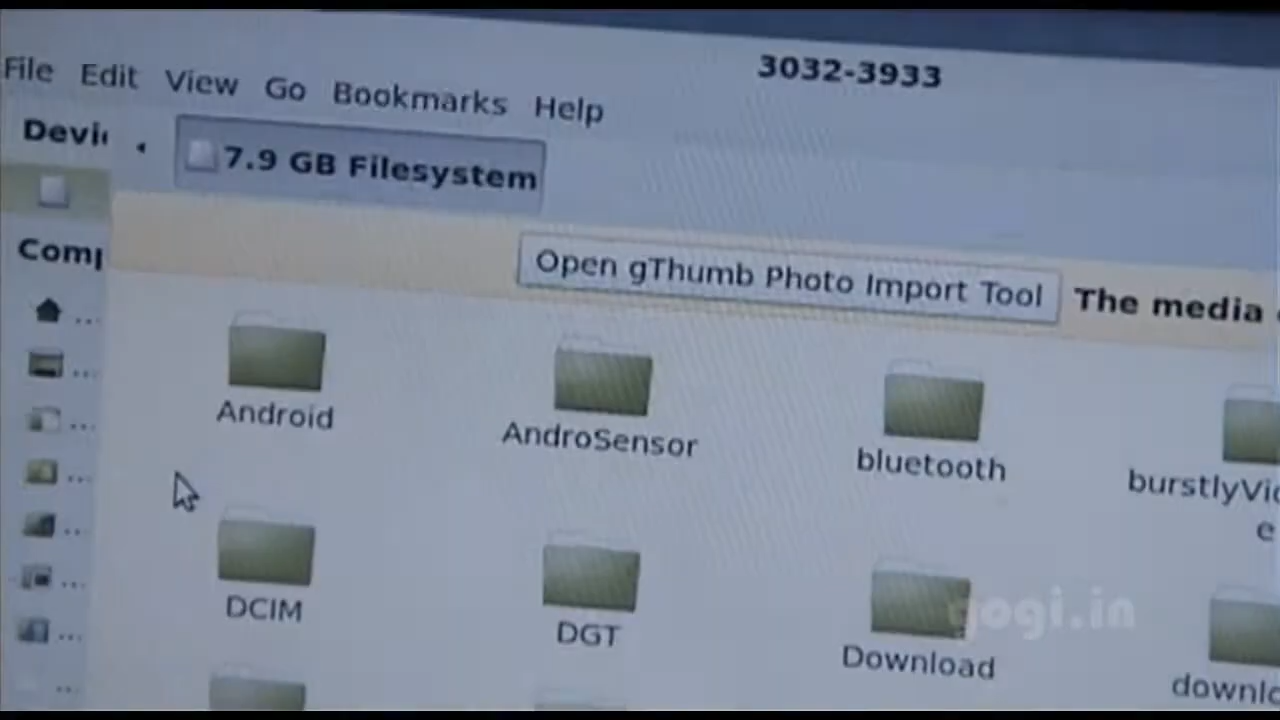 3032-3933
File Edit View Go Bookmarks Help
7.9 GB Filesystem
Open gThumb Photo Import Tool The media
Android AndroSensor bluetooth
DCIM DGT Download
gogi.in